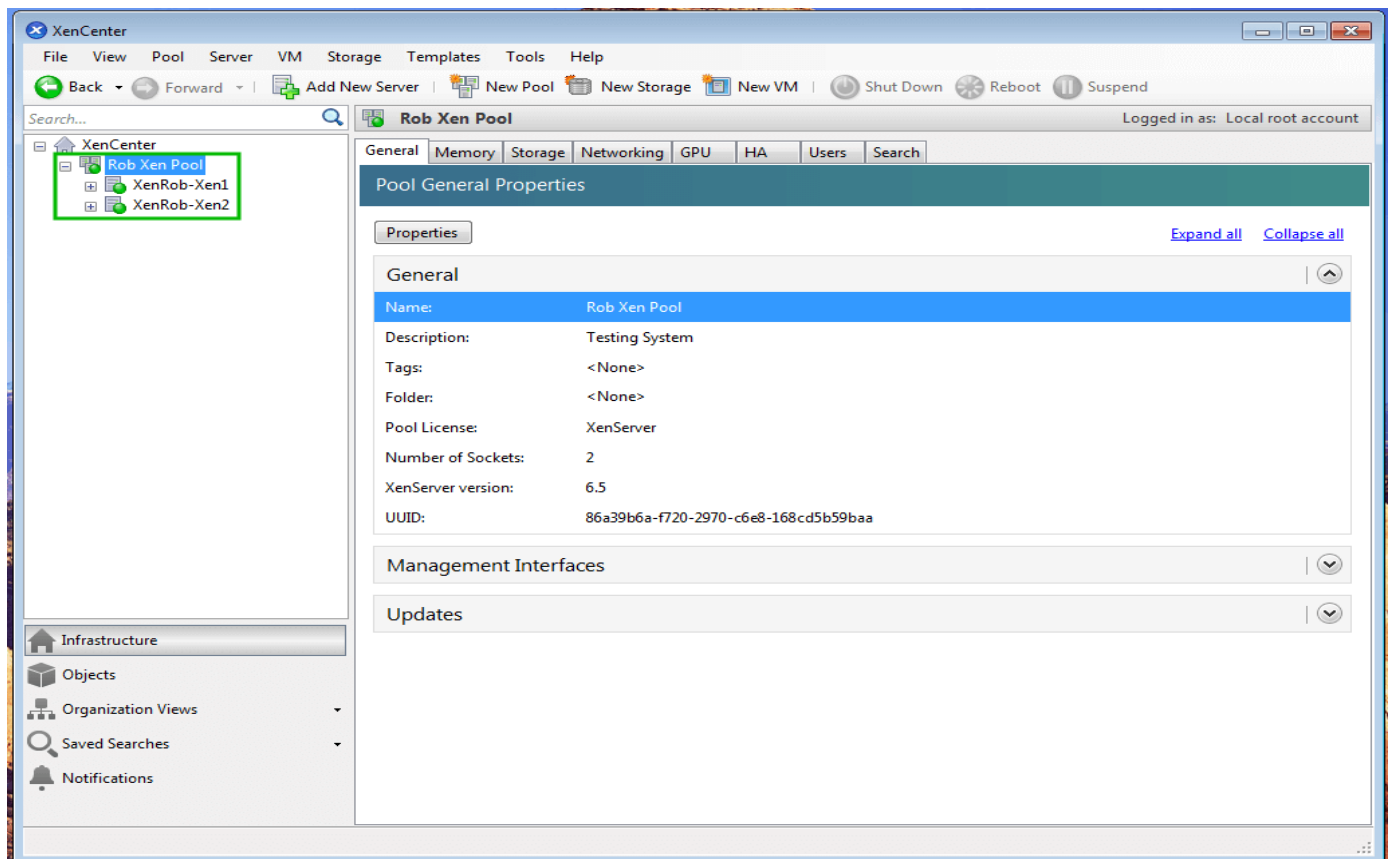 XenCenter
File View Pool Server VM Storage Templates Tools Help
Back Forward Add New Server New Pool New Storage New VM Shut Down Reboot Suspend
Search...
Rob Xen Pool Logged in as: Local root account
XenCenter
Rob Xen Pool
XenRob-Xen1
XenRob-Xen2
General Memory Storage Networking GPU HA Users Search
Pool General Properties
Properties Expand all Collapse all
General
Name: Rob Xen Pool
Description: Testing System
Tags: <None>
Folder: <None>
Pool License: XenServer
Number of Sockets: 2
XenServer version: 6.5
UUID: 86a39b6a-f720-2970-c6e8-168cd5b59baa
Management Interfaces
Updates
Infrastructure
Objects
Organization Views
Saved Searches
Notifications